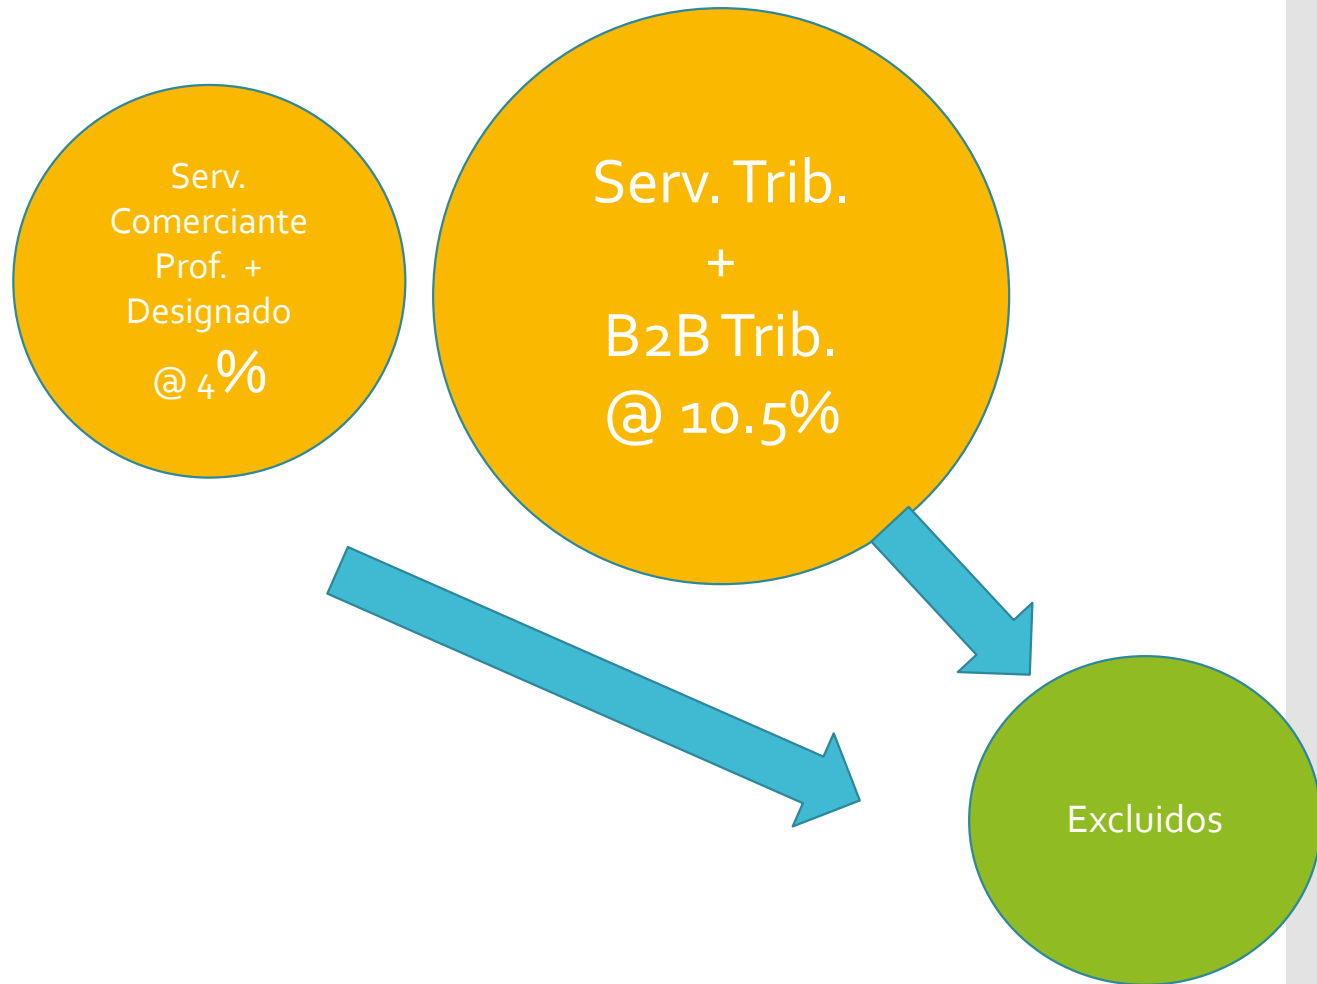 Serv.
Comerciante
Prof. +
Designado
@ 4%
Serv. Trib.
+
B2B Trib.
@ 10.5%
Excluidos